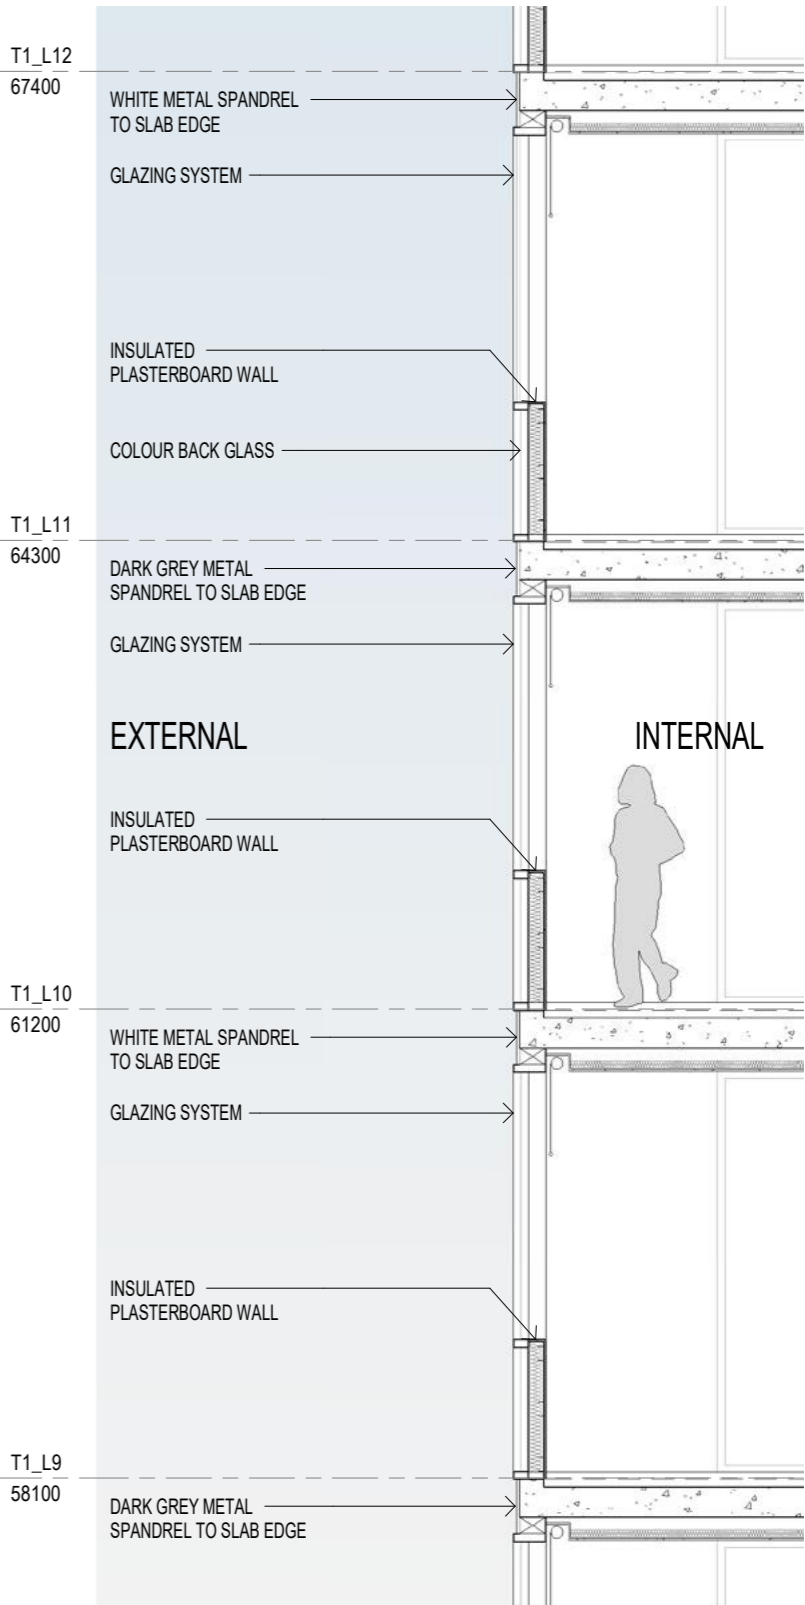 T1_L12
67400
WHITE METAL SPANDREL
TO SLAB EDGE
GLAZING SYSTEM
INSULATED
PLASTERBOARD WALL
COLOUR BACK GLASS
T1_L11
64300
DARK GREY METAL
SPANDREL TO SLAB EDGE
GLAZING SYSTEM
EXTERNAL
INTERNAL
INSULATED
PLASTERBOARD WALL
T1_L10
61200
WHITE METAL SPANDREL
TO SLAB EDGE
GLAZING SYSTEM
INSULATED
PLASTERBOARD WALL
T1_L9
58100
DARK GREY METAL
SPANDREL TO SLAB EDGE